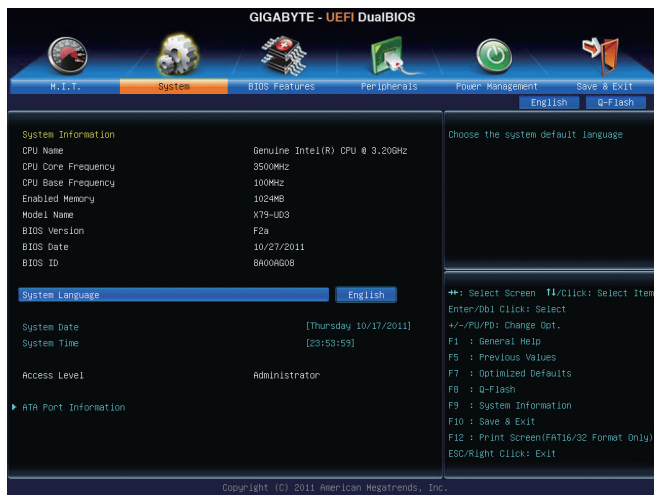 GIGABYTE - UEFI DualBIOS
M.I.T. System BIOS Features Peripherals Power Management Save & Exit
English Q-Flash
System Information
CPU Name Genuine Intel(R) CPU @ 3.20GHz
CPU Core Frequency 3500MHz
CPU Base Frequency 100MHz
Enabled Memory 1024MB
Model Name X79-UD3
BIOS Version F2a
BIOS Date 10/27/2011
BIOS ID 8A00AG08
System Language English
System Date [Thursday 10/17/2011]
System Time [23:53:59]
Access Level Administrator
ATA Port Information
Choose the system default language
→←: Select Screen ↑↓/Click: Select Item
Enter/Dbl Click: Select
+/-/PU/PD: Change Opt.
F1 : General Help
F5 : Previous Values
F7 : Optimized Defaults
F8 : Q-Flash
F9 : System Information
F10 : Save & Exit
F12 : Print Screen(FAT16/32 Format Only)
ESC/Right Click: Exit
Copyright (C) 2011 American Megatrends, Inc.